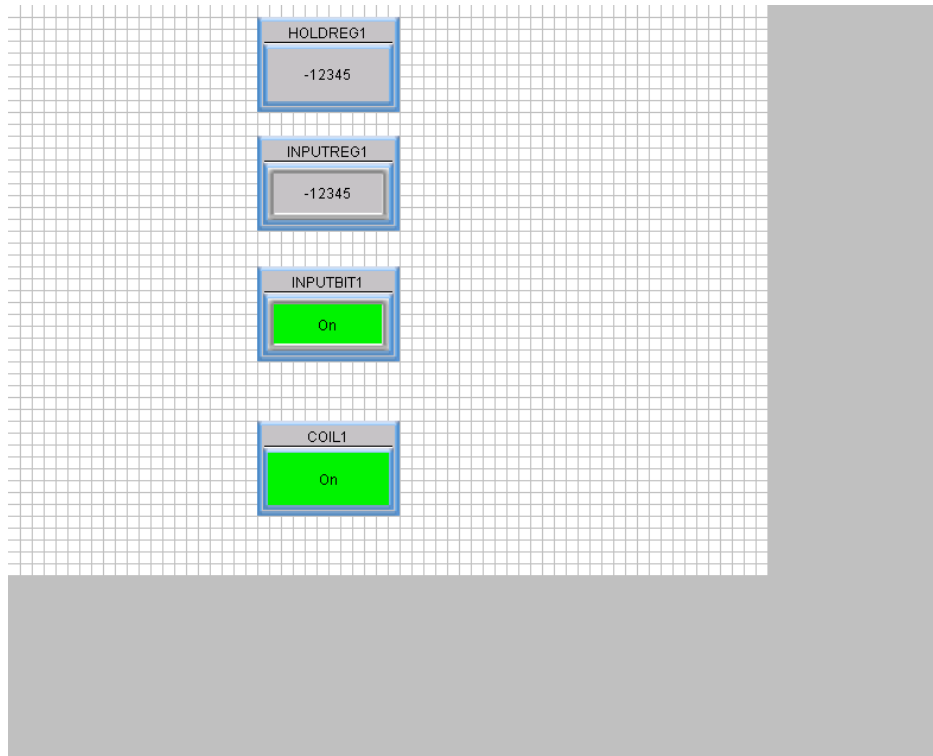 HOLDREG1
-12345
INPUTREG1
-12345
INPUTBIT1
On
COIL1
On